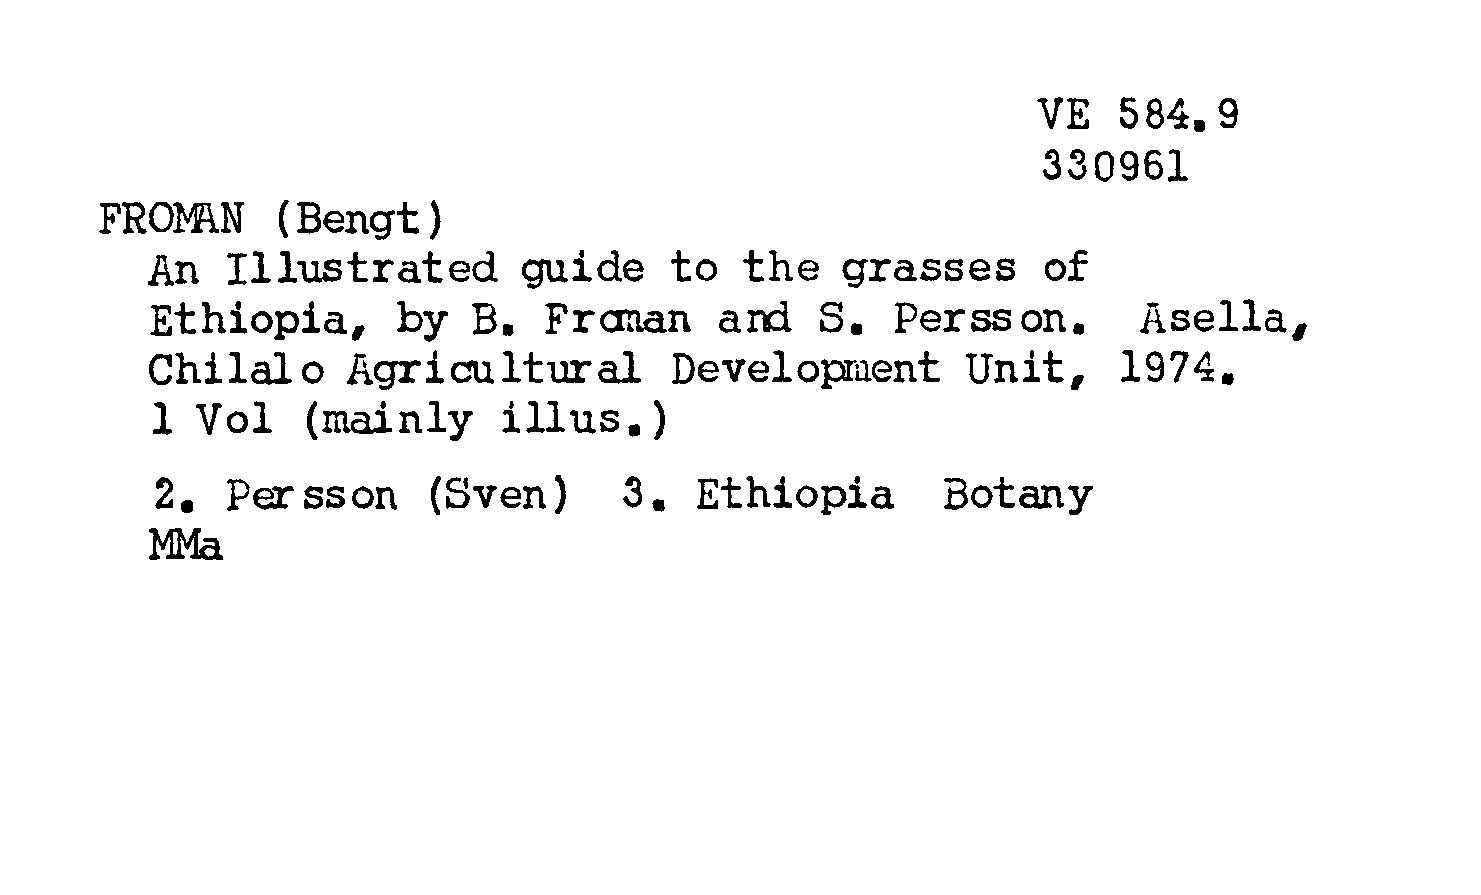 VE 584.9
330961
FROMAN (Bengt)
An Illustrated guide to the grasses of
Ethiopia, by B. Froman and S. Persson. Asella,
Chilalo Agricultural Development Unit, 1974.
1 Vol (mainly illus.)
2. Persson (Sven) 3. Ethiopia Botany
MMa